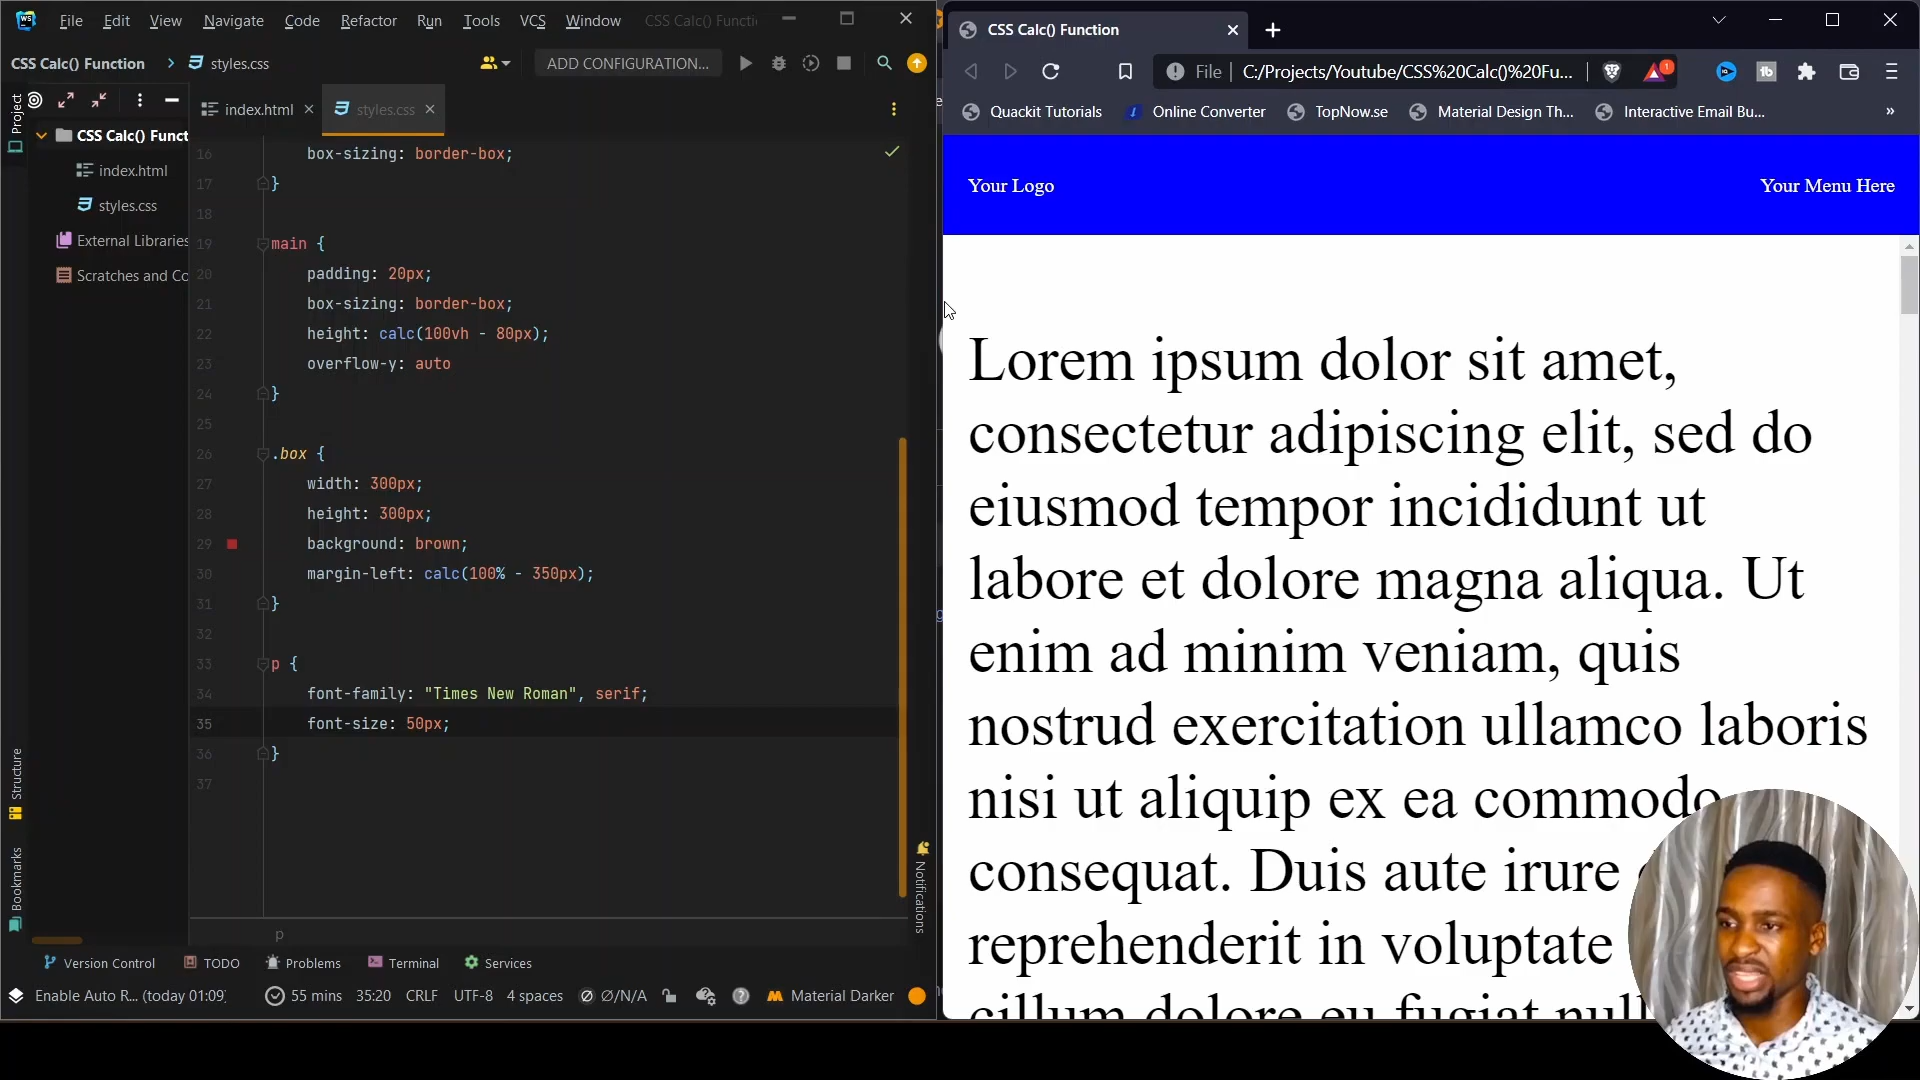 File Edit View Navigate Code Refactor Run Tools VCS Window CSS Calc() Functi
CSS Calc() Function styles.css ADD CONFIGURATION...
Project
index.html styles.css
CSS Calc() Funct
index.html
styles.css
External Libraries
Scratches and Co
16 box-sizing: border-box;
17 }
18
19 main {
20 padding: 20px;
21 box-sizing: border-box;
22 height: calc(100vh - 80px);
23 overflow-y: auto
24 }
25
26 .box {
27 width: 300px;
28 height: 300px;
29 background: brown;
30 margin-left: calc(100% - 350px);
31 }
32
33 p {
34 font-family: "Times New Roman", serif;
35 font-size: 50px;
36 }
37
p
Structure
Bookmarks
Notifications
Version Control TODO Problems Terminal Services
Enable Auto R... (today 01:09) 55 mins 35:20 CRLF UTF-8 4 spaces Ø/N/A Material Darker
CSS Calc() Function
File C:/Projects/Youtube/CSS%20Calc()%20Fu...
Quackit Tutorials Online Converter TopNow.se Material Design Th... Interactive Email Bu... »
Your Logo Your Menu Here
Lorem ipsum dolor sit amet,
consectetur adipiscing elit, sed do
eiusmod tempor incididunt ut
labore et dolore magna aliqua. Ut
enim ad minim veniam, quis
nostrud exercitation ullamco laboris
nisi ut aliquip ex ea commodo
consequat. Duis aute irure
reprehenderit in voluptate
cillum dolore eu fugiat null